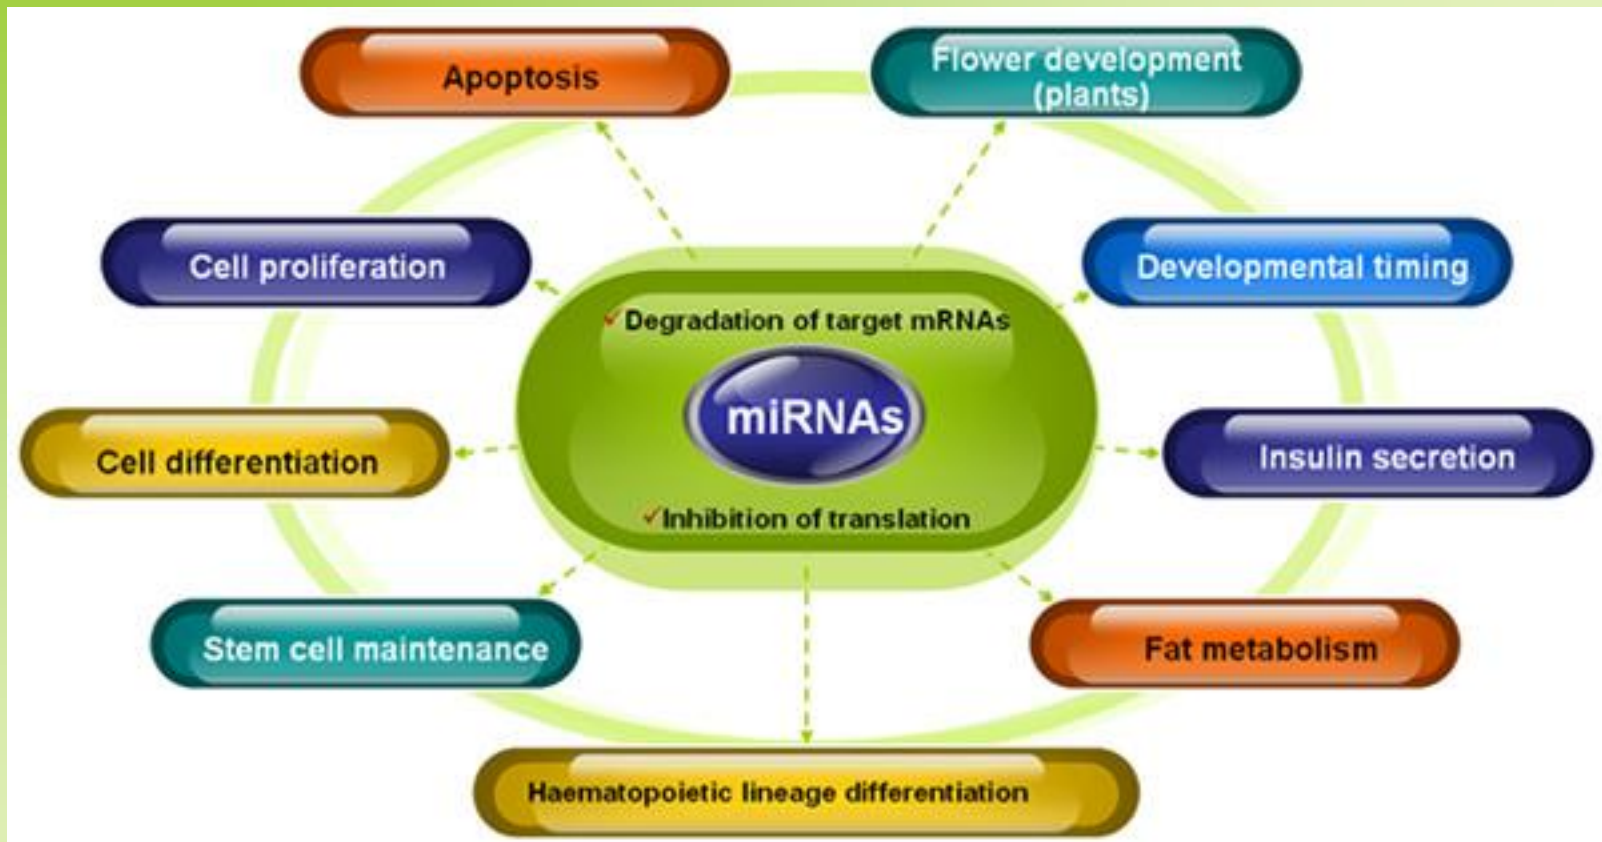 Apoptosis
Flower development
(plants)
Cell proliferation
Developmental timing
✓Degradation of target mRNAs
miRNAs
Cell differentiation
Insulin secretion
✓Inhibition of translation
Stem cell maintenance
Fat metabolism
Haematopoietic lineage differentiation